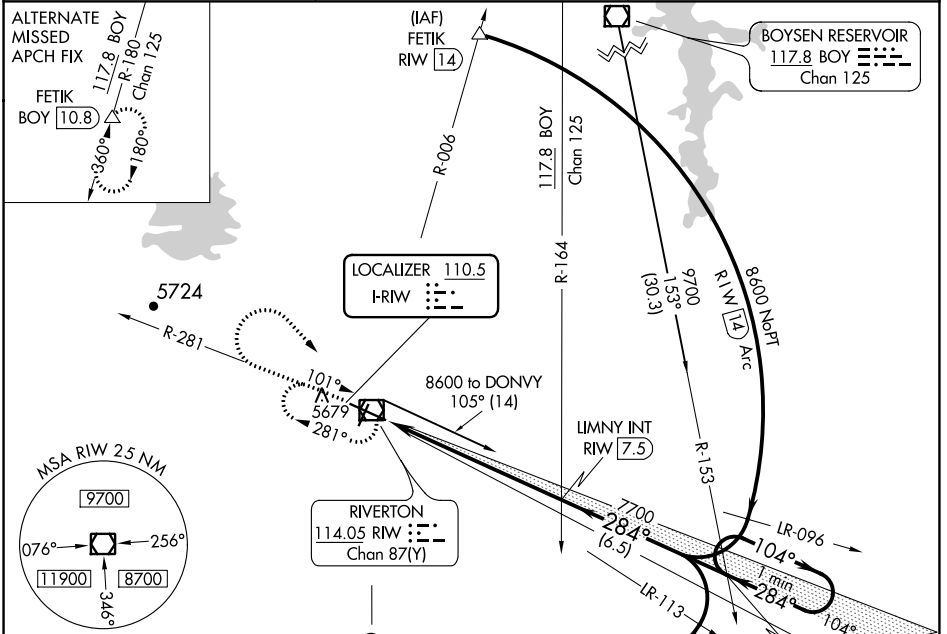 ALTERNATE
MISSED
APCH FIX
117.8 BOY
R-180
Chan 125
FETIK
BOY 10.8
360°
180°
(IAF)
FETIK
RIW 14
R-006
117.8 BOY
Chan 125
R-164
BOYSEN RESERVOIR
117.8 BOY
Chan 125
9700
153°
(30.3)
R-153
8600 NoPT
RIW 14 Arc
LOCALIZER 110.5
I-RIW
5724
R-281
101°
5679
281°
8600 to DONVY
105° (14)
LIMNY INT
RIW 7.5
RIVERTON
114.05 RIW
Chan 87(Y)
7700
284°
(6.5)
LR-096
104°
1 min
284°
104°
LR-113
MSA RIW 25 NM
9700
076°
256°
11900
8700
346°